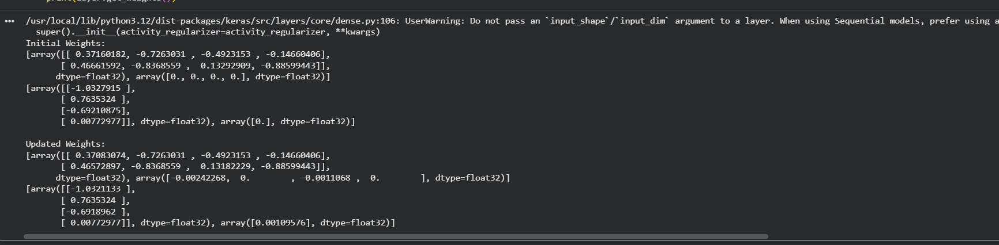 print(layer.get_weights())
/usr/local/lib/python3.12/dist-packages/keras/src/layers/core/dense.py:106: UserWarning: Do not pass an `input_shape`/`input_dim` argument to a layer. When using Sequential models, prefer using a
  super().__init__(activity_regularizer=activity_regularizer, **kwargs)
Initial Weights:
[array([[ 0.37160182, -0.7263031 , -0.4923153 , -0.14660406],
       [ 0.46661592, -0.8368559 ,  0.13292909, -0.88599443]],
      dtype=float32), array([0., 0., 0., 0.], dtype=float32)]
[array([[-1.0327915 ],
       [ 0.7635324 ],
       [-0.69210875],
       [ 0.00772977]], dtype=float32), array([0.], dtype=float32)]
Updated Weights:
[array([[ 0.37083074, -0.7263031 , -0.4923153 , -0.14660406],
       [ 0.46572897, -0.8368559 ,  0.13182229, -0.88599443]],
      dtype=float32), array([-0.00242268,  0.        , -0.0011068 ,  0.        ], dtype=float32)]
[array([[-1.0321133 ],
       [ 0.7635324 ],
       [-0.6918962 ],
       [ 0.00772977]], dtype=float32), array([0.00109576], dtype=float32)]